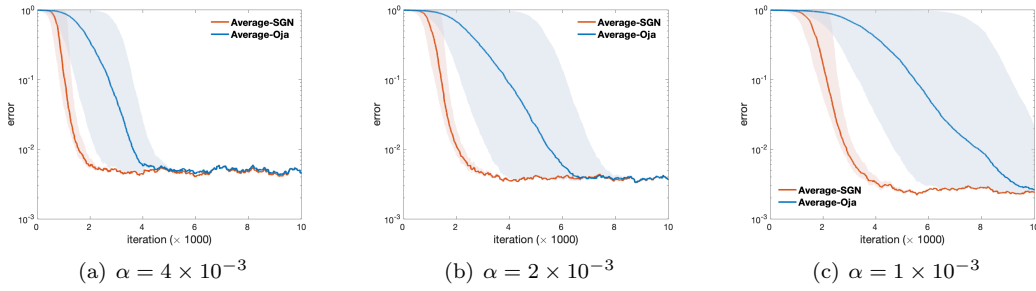 10^0
10^-1
10^-2
10^-3
error
0 2 4 6 8 10
iteration (× 1000)
Average-SGN
Average-Oja
(a) α = 4 × 10^-3
10^0
10^-1
10^-2
10^-3
error
0 2 4 6 8 10
iteration (× 1000)
Average-SGN
Average-Oja
(b) α = 2 × 10^-3
10^0
10^-1
10^-2
10^-3
error
0 2 4 6 8 10
iteration (× 1000)
Average-SGN
Average-Oja
(c) α = 1 × 10^-3